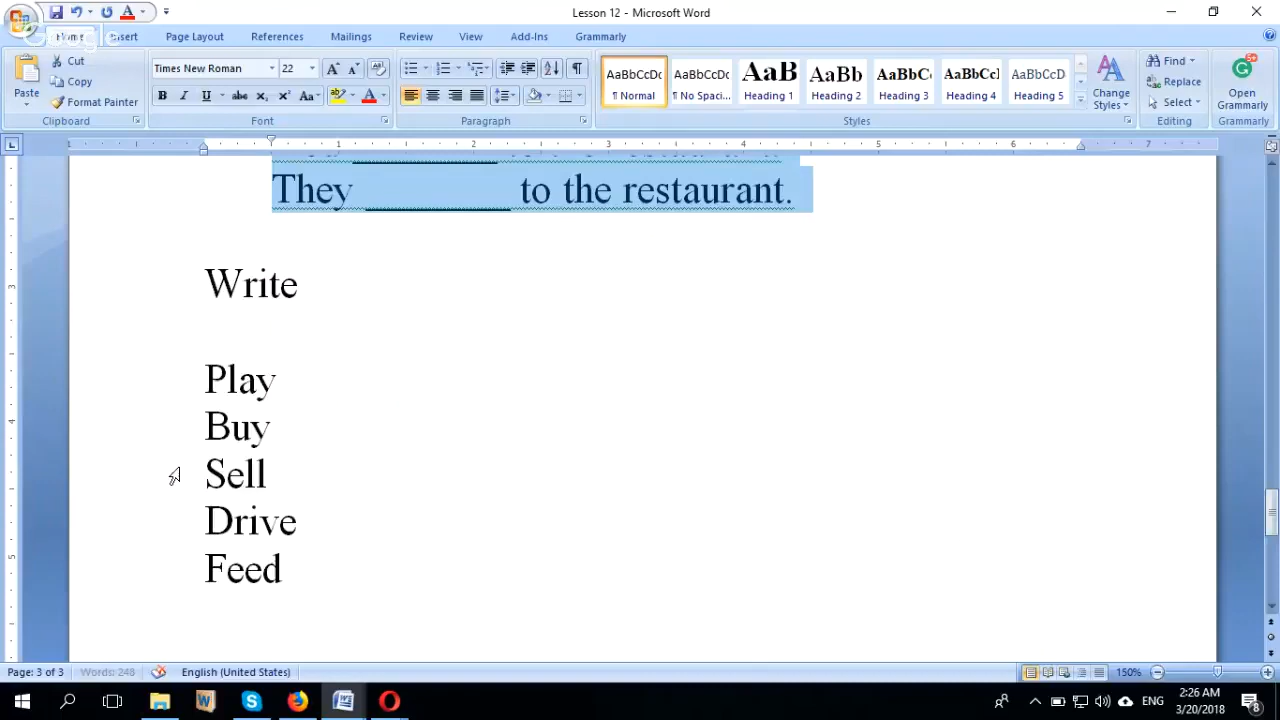 Lesson 12 - Microsoft Word
Home Insert Page Layout References Mailings Review View Add-Ins Grammarly
Paste
Cut
Copy
Format Painter
Clipboard
Times New Roman 22
Font
Paragraph
AaBbCcDc AaBbCcDc AaB AaBb AaBbC AaBbCcI AaBbCcD
¶ Normal ¶ No Spaci... Heading 1 Heading 2 Heading 3 Heading 4 Heading 5
Styles
Change Styles
Find
Replace
Select
Editing
Open Grammarly
Grammarly
They ________ to the restaurant.
Write
Play
Buy
Sell
Drive
Feed
Page: 3 of 3 Words: 248 English (United States) 150%
ENG 2:26 AM
3/20/2018